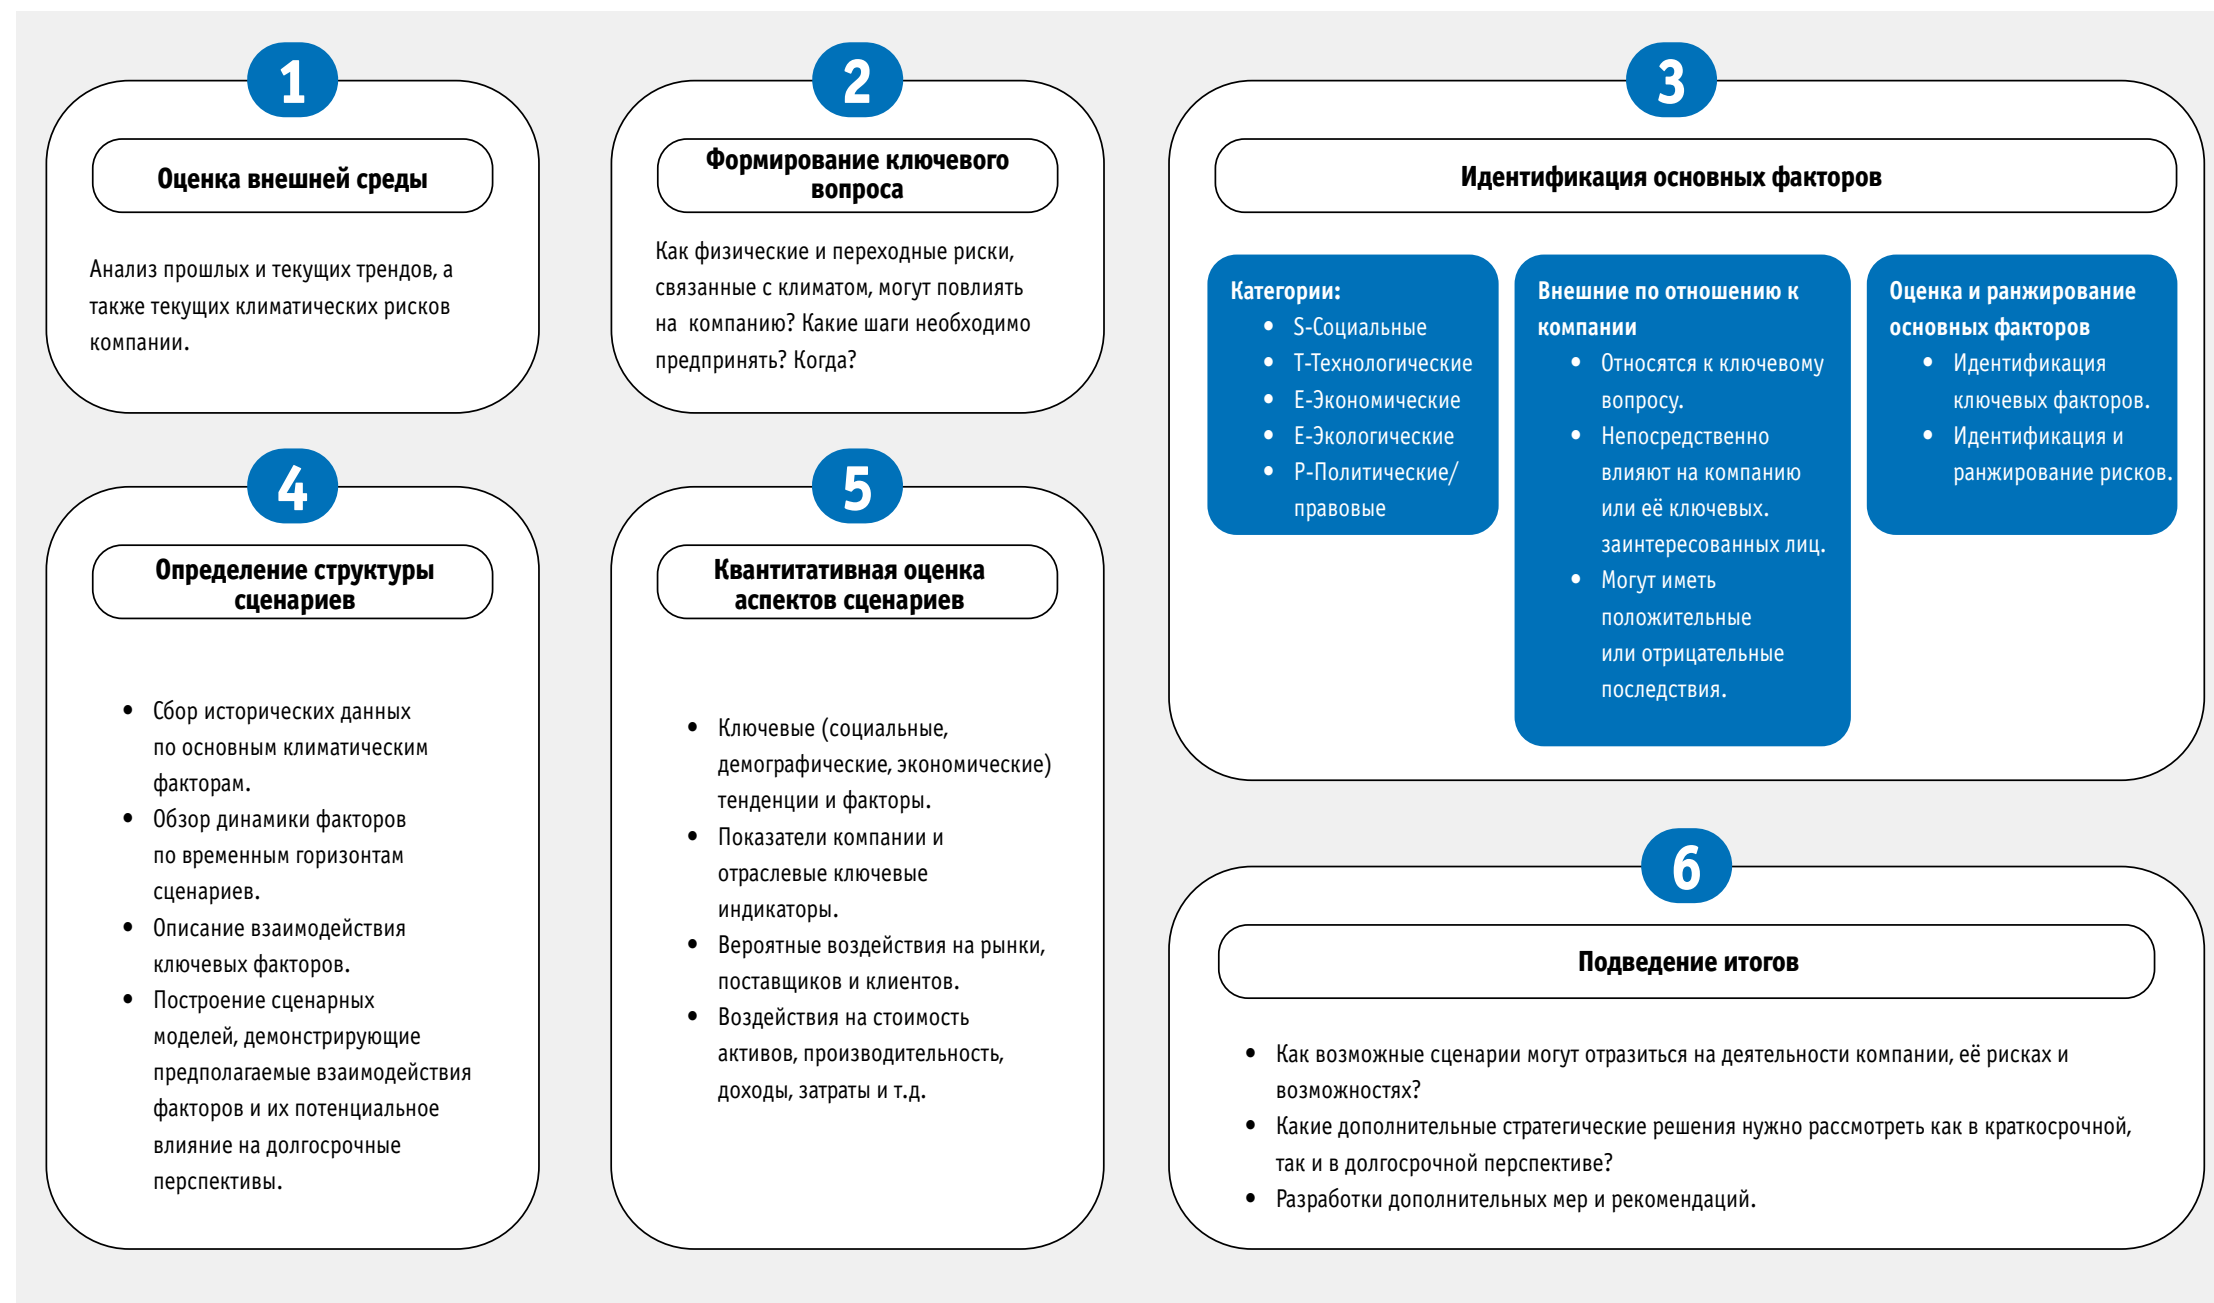 1
Оценка внешней среды
Анализ прошлых и текущих трендов, а
также текущих климатических рисков
компании.
2
Формирование ключевого
вопроса
Как физические и переходные риски,
связанные с климатом, могут повлиять
на компанию? Какие шаги необходимо
предпринять? Когда?
3
Идентификация основных факторов
Категории:
• S-Социальные
• T-Технологические
• E-Экономические
• E-Экологические
• P-Политические/
правовые
Внешние по отношению к
компании
• Относятся к ключевому
вопросу.
• Непосредственно
влияют на компанию
или её ключевых.
заинтересованных лиц.
• Могут иметь
положительные
или отрицательные
последствия.
Оценка и ранжирование
основных факторов
• Идентификация
ключевых факторов.
• Идентификация и
ранжирование рисков.
4
Определение структуры
сценариев
• Сбор исторических данных
по основным климатическим
факторам.
• Обзор динамики факторов
по временным горизонтам
сценариев.
• Описание взаимодействия
ключевых факторов.
• Построение сценарных
моделей, демонстрирующие
предполагаемые взаимодействия
факторов и их потенциальное
влияние на долгосрочные
перспективы.
5
Квантитативная оценка
аспектов сценариев
• Ключевые (социальные,
демографические, экономические)
тенденции и факторы.
• Показатели компании и
отраслевые ключевые
индикаторы.
• Вероятные воздействия на рынки,
поставщиков и клиентов.
• Воздействия на стоимость
активов, производительность,
доходы, затраты и т.д.
6
Подведение итогов
• Как возможные сценарии могут отразиться на деятельности компании, её рисках и
возможностях?
• Какие дополнительные стратегические решения нужно рассмотреть как в краткосрочной,
так и в долгосрочной перспективе?
• Разработки дополнительных мер и рекомендаций.